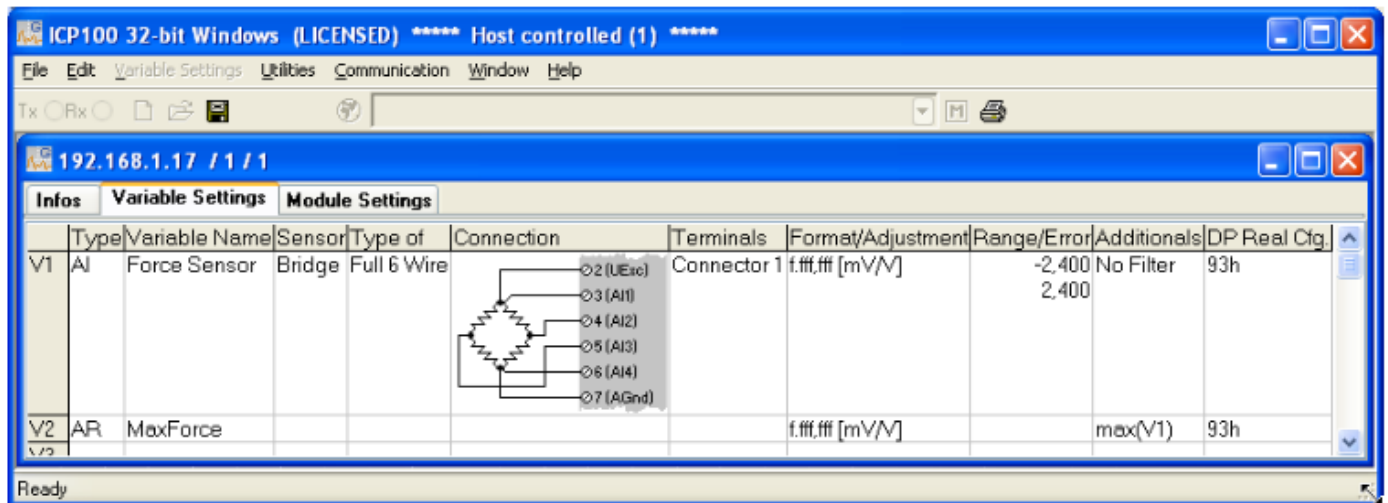 ICP100 32-bit Windows (LICENSED) ***** Host controlled (1) *****
File Edit Variable Settings Utilities Communication Window Help
Tx Rx M
192.168.1.17 / 1 / 1
Infos Variable Settings Module Settings
Type Variable Name Sensor Type of Connection Terminals Format/Adjustment Range/Error Additionals DP Real Cfg.
V1 AI Force Sensor Bridge Full 6 Wire 2 (UExc) Connector 1 f.fff,fff [mV/V] -2,400 No Filter 93h
3 (AI1) 2,400
4 (AI2)
5 (AI3)
6 (AI4)
7 (AGnd)
V2 AR MaxForce f.fff,fff [mV/V] max(V1) 93h
V3
Ready